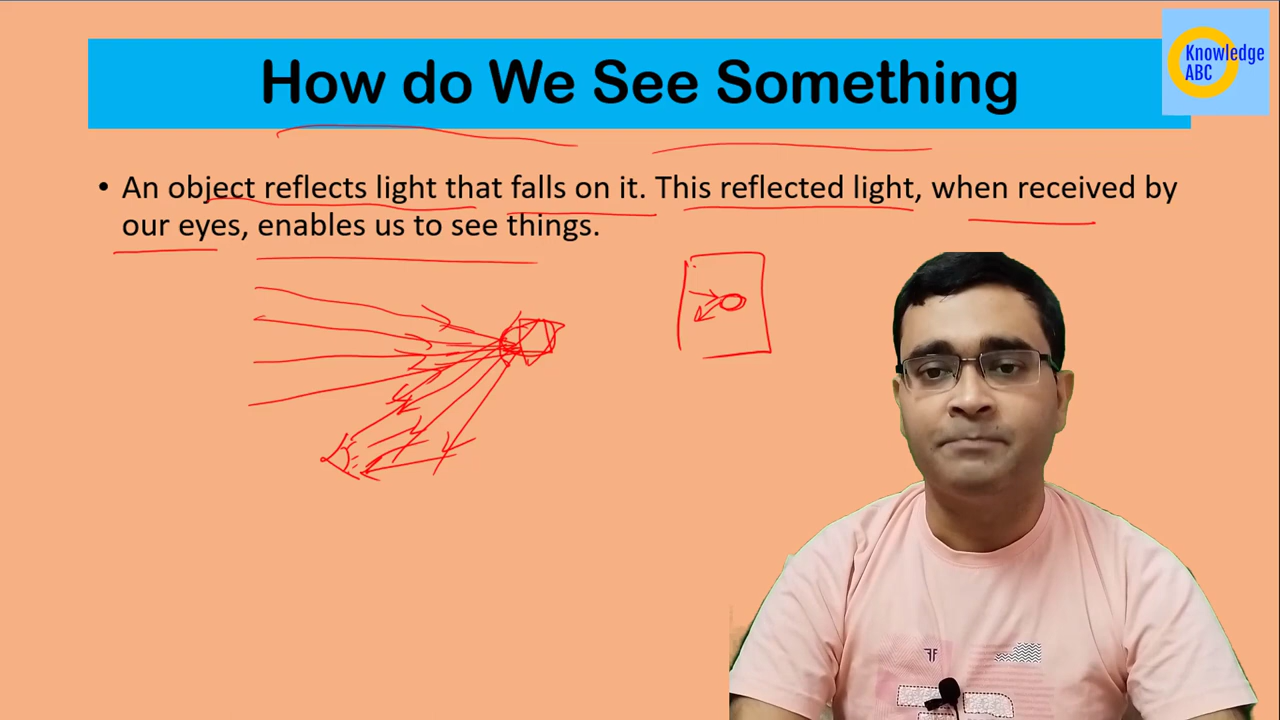 How do We See Something
Knowledge
ABC
• An object reflects light that falls on it. This reflected light, when received by
our eyes, enables us to see things.